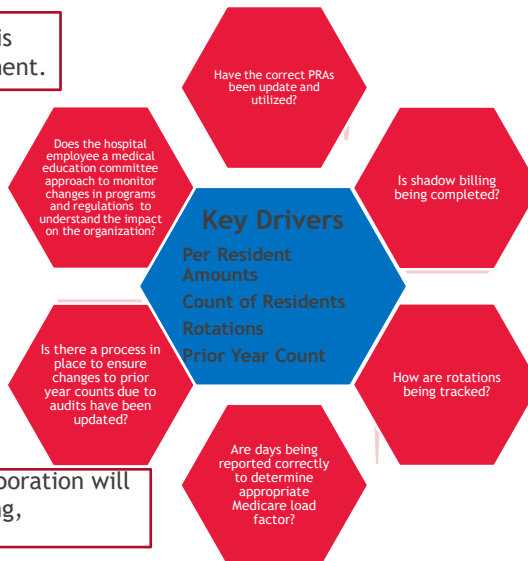 is
ment.
Have the correct PRAs
been update and
utilized?
Does the hospital
employee a medical
education committee
approach to monitor
changes in programs
and regulations to
understand the impact
on the organization?
Is shadow billing
being completed?
Key Drivers
Per Resident
Amounts
Count of Residents
Rotations
Prior Year Count
Is there a process in
place to ensure
changes to prior
year counts due to
audits have been
updated?
How are rotations
being tracked?
Are days being
reported correctly
to determine
appropriate
Medicare load
factor?
oration will
g,